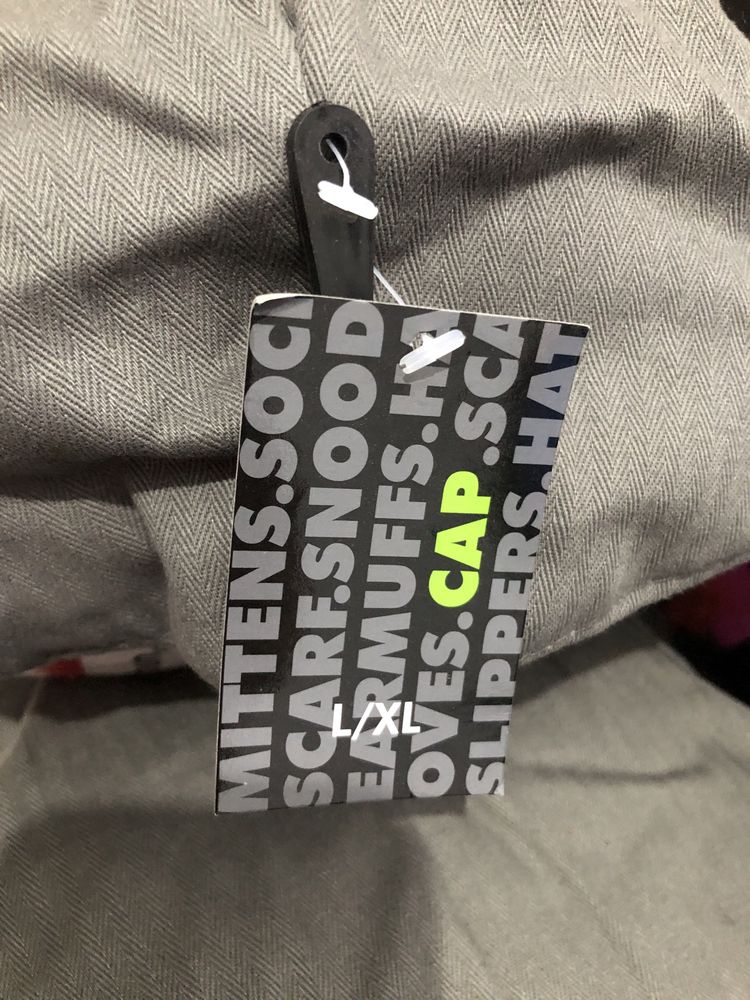 MITTENS.SOC
SCARF.SNOOD
EARMUFFS.HA
OVES.CAP.SCA
SLIPPERS.HAT
L/XL